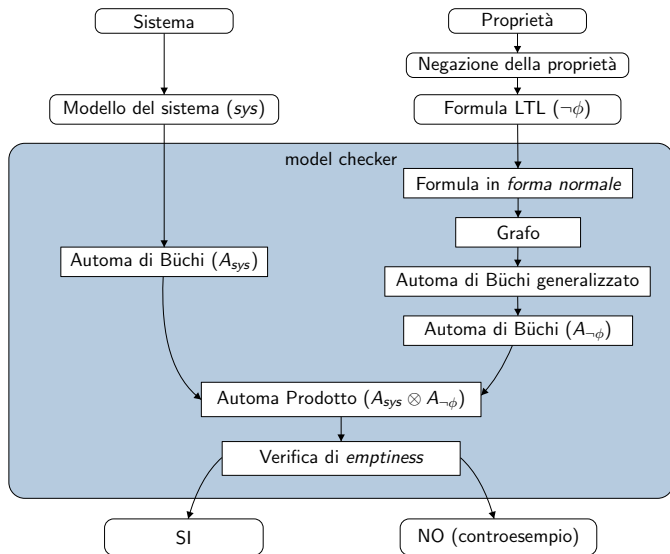 Sistema
Proprietà
Negazione della proprietà
Modello del sistema (sys)
Formula LTL (¬ϕ)
model checker
Formula in forma normale
Grafo
Automa di Büchi (A_sys)
Automa di Büchi generalizzato
Automa di Büchi (A_¬ϕ)
Automa Prodotto (A_sys ⊗ A_¬ϕ)
Verifica di emptiness
SI
NO (controesempio)